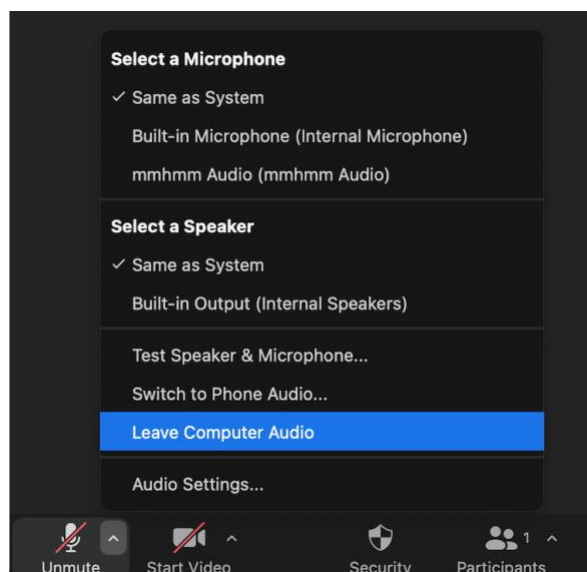 Select a Microphone
✓ Same as System
Built-in Microphone (Internal Microphone)
mmhmm Audio (mmhmm Audio)
Select a Speaker
✓ Same as System
Built-in Output (Internal Speakers)
Test Speaker & Microphone...
Switch to Phone Audio...
Leave Computer Audio
Audio Settings...
1
Unmute Start Video Security Participants